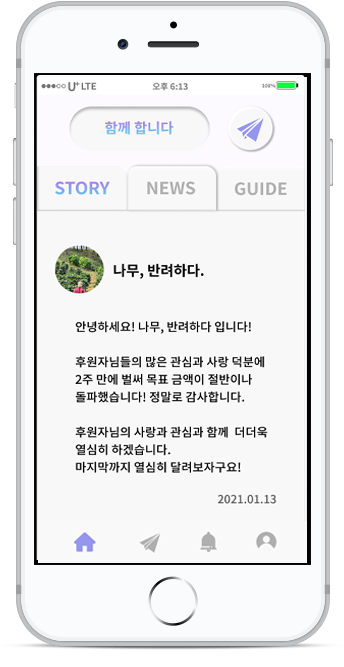 U+ LTE 오후 6:13 100%
함께 합니다
STORY NEWS GUIDE
나무, 반려하다.
안녕하세요! 나무, 반려하다 입니다!
후원자님들의 많은 관심과 사랑 덕분에
2주 만에 벌써 목표 금액이 절반이나
돌파했습니다! 정말로 감사합니다.
후원자님의 사랑과 관심과 함께 더더욱
열심히 하겠습니다.
마지막까지 열심히 달려보자구요!
2021.01.13